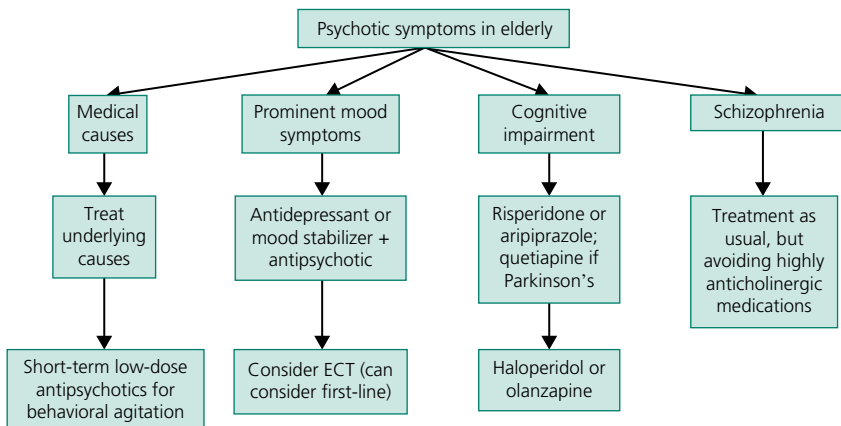 Psychotic symptoms in elderly
Medical
causes
Prominent mood
symptoms
Cognitive
impairment
Schizophrenia
Treat
underlying
causes
Antidepressant or
mood stabilizer +
antipsychotic
Risperidone or
aripiprazole;
quetiapine if
Parkinson’s
Treatment as
usual, but
avoiding highly
anticholinergic
medications
Short-term low-dose
antipsychotics for
behavioral agitation
Consider ECT (can
consider first-line)
Haloperidol or
olanzapine